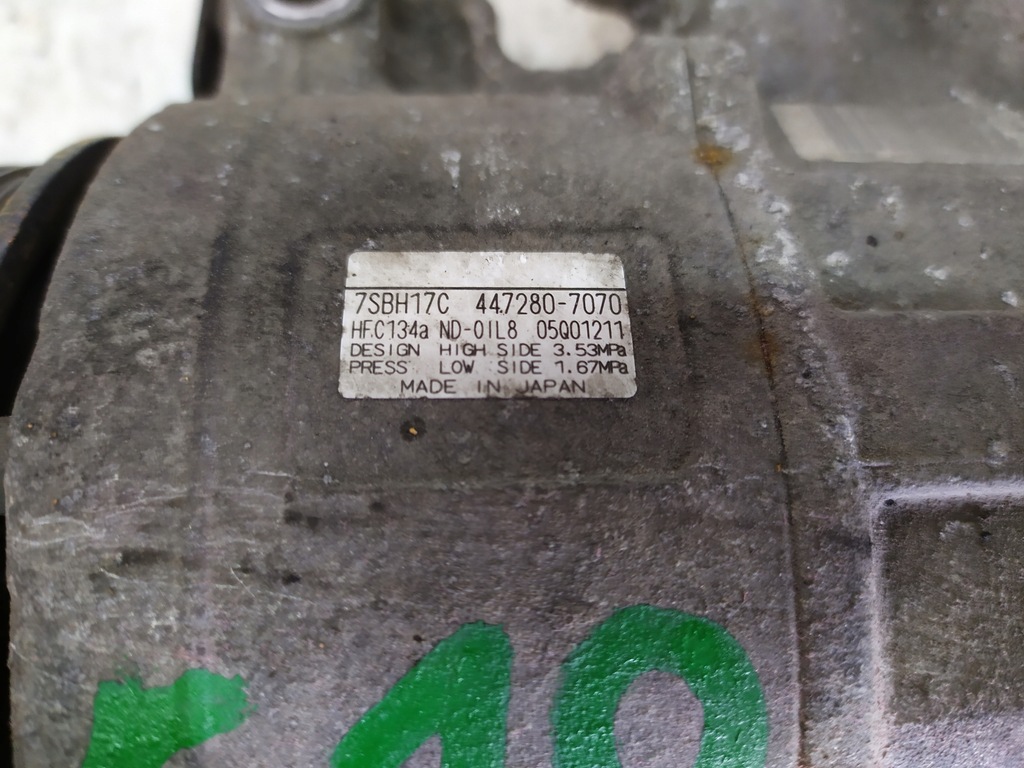 7SBH17C 447280-7070
HFC134a ND-OIL8 05Q01211
DESIGN HIGH SIDE 3.53MPa
PRESS LOW SIDE 1.67MPa
MADE IN JAPAN